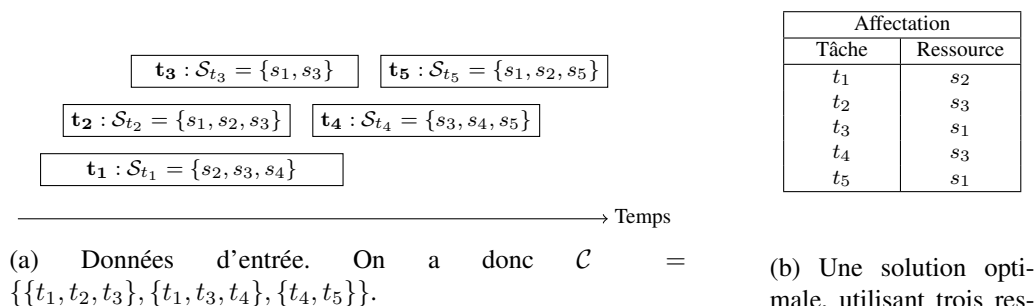 t₃ : 𝒮ₜ₃ = {s₁, s₃}
t₅ : 𝒮ₜ₅ = {s₁, s₂, s₅}
t₂ : 𝒮ₜ₂ = {s₁, s₂, s₃}
t₄ : 𝒮ₜ₄ = {s₃, s₄, s₅}
t₁ : 𝒮ₜ₁ = {s₂, s₃, s₄}
Temps
(a) Données d'entrée. On a donc 𝒞 =
{{t₁, t₂, t₃}, {t₁, t₃, t₄}, {t₄, t₅}}.
Affectation
Tâche Ressource
t₁ s₂
t₂ s₃
t₃ s₁
t₄ s₃
t₅ s₁
(b) Une solution opti-
male, utilisant trois res-